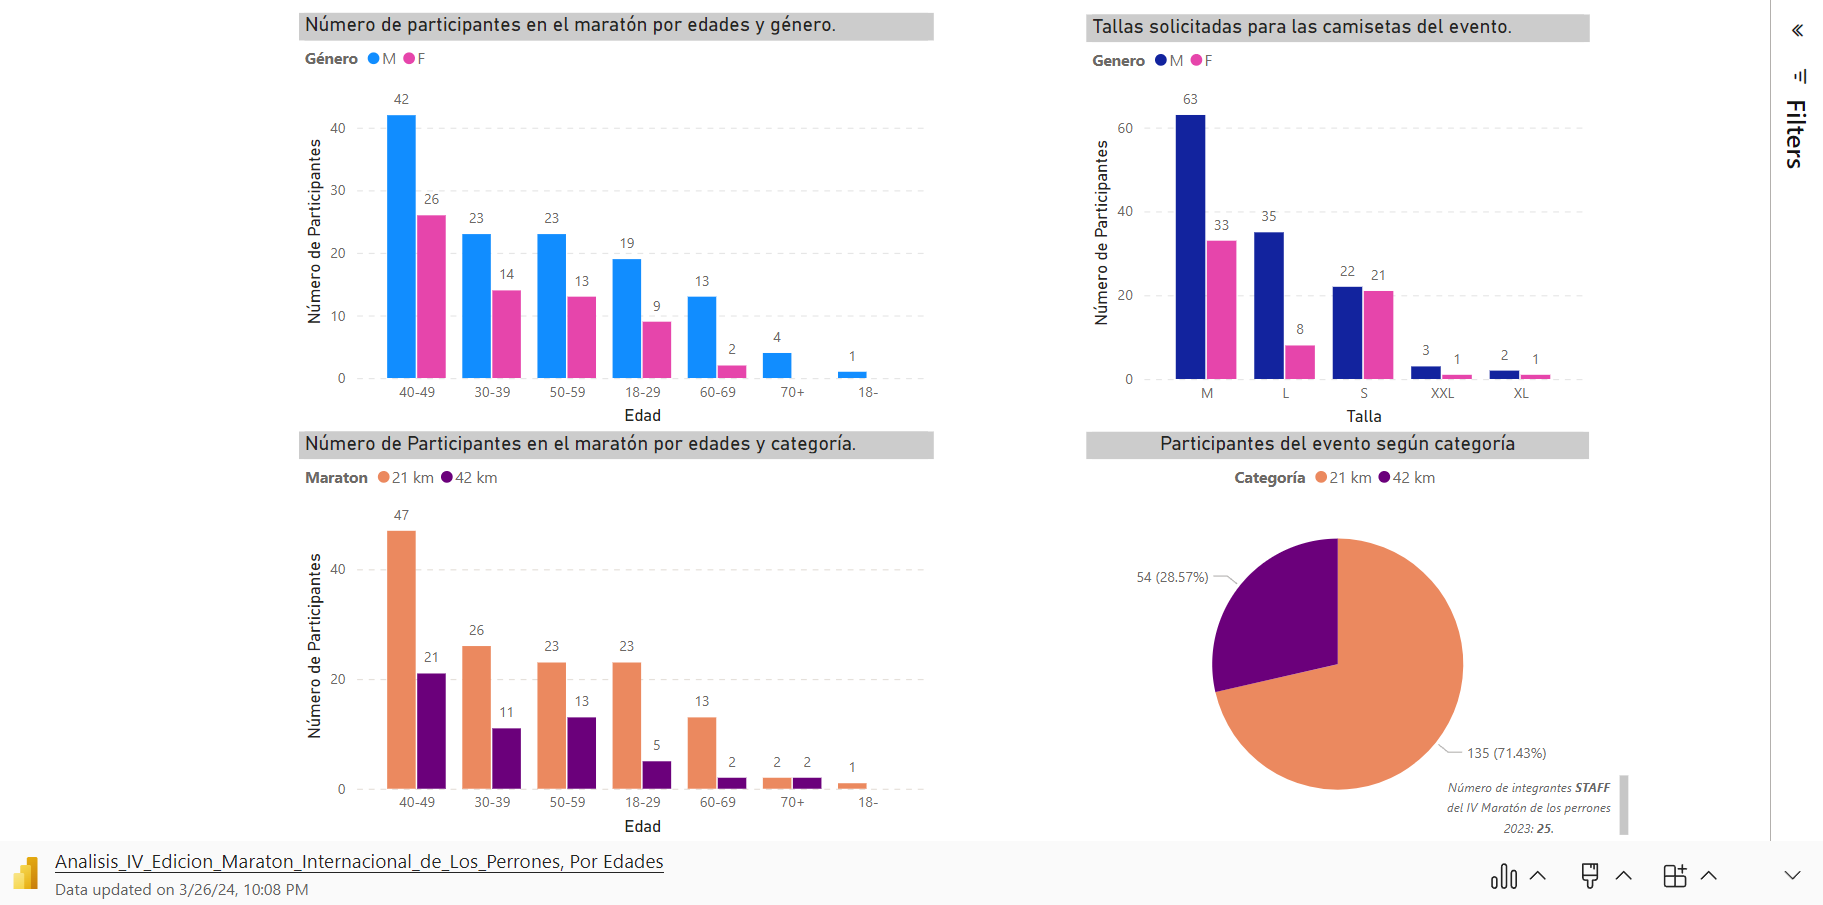 Número de participantes en el maratón por edades y género.
Género M F
Número de Participantes
40
30
20
10
0
42
26
23
14
23
13
19
9
13
2
4
1
40-49 30-39 50-59 18-29 60-69 70+ 18-
Edad
Tallas solicitadas para las camisetas del evento.
Genero M F
Número de Participantes
60
40
20
0
63
33
35
8
22
21
3
1
2
1
M L S XXL XL
Talla
Número de Participantes en el maratón por edades y categoría.
Maraton 21 km 42 km
Número de Participantes
40
20
0
47
21
26
11
23
13
23
5
13
2
2
2
1
40-49 30-39 50-59 18-29 60-69 70+ 18-
Edad
Participantes del evento según categoría
Categoría 21 km 42 km
54 (28.57%)
135 (71.43%)
Número de integrantes STAFF
del IV Maratón de los perrones
2023: 25.
Filters
Analisis_IV_Edicion_Maraton_Internacional_de_Los_Perrones, Por Edades
Data updated on 3/26/24, 10:08 PM